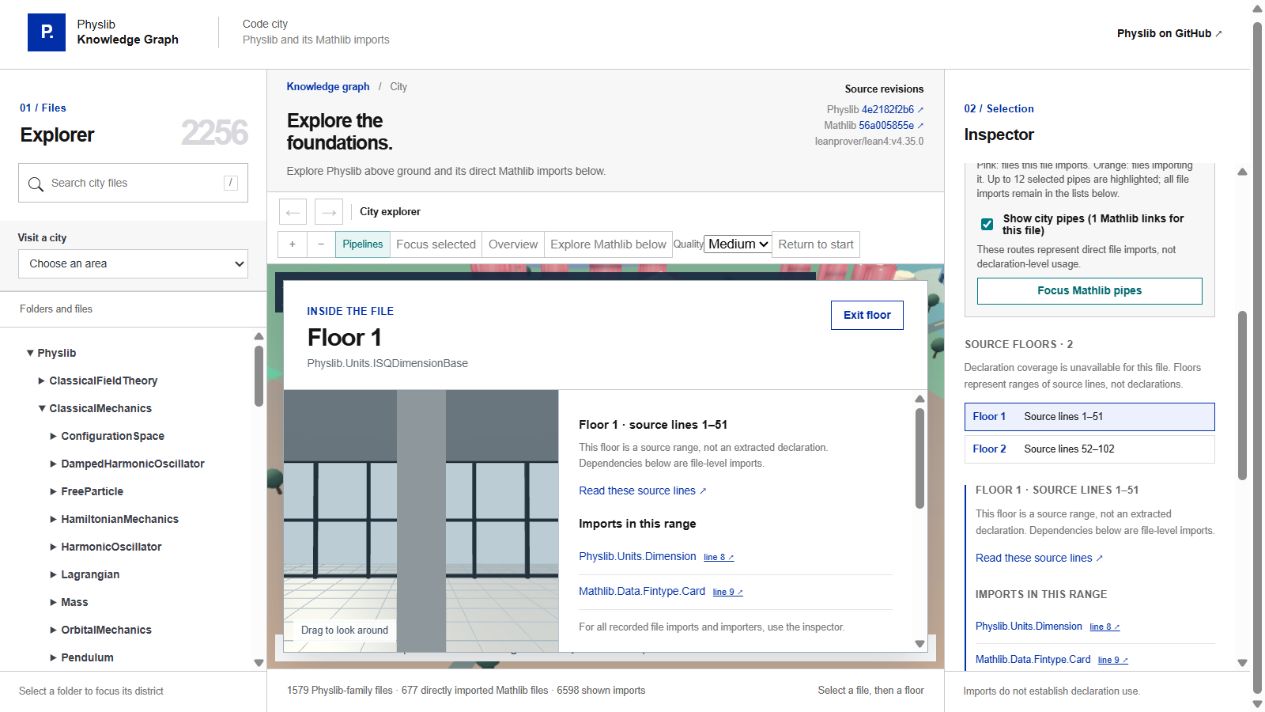 P.
Physlib
Knowledge Graph
Code city
Physlib and its Mathlib imports
Physlib on GitHub ↗
01 / Files
Explorer
2256
Search city files
/
Visit a city
Choose an area
Folders and files
▼ Physlib
► ClassicalFieldTheory
▼ ClassicalMechanics
► ConfigurationSpace
► DampedHarmonicOscillator
► FreeParticle
► HamiltonianMechanics
► HarmonicOscillator
► Lagrangian
► Mass
► OrbitalMechanics
► Pendulum
Select a folder to focus its district
Knowledge graph / City
Explore the
foundations.
Explore Physlib above ground and its direct Mathlib imports below.
Source revisions
Physlib 4e2182f2b6 ↗
Mathlib 56a005855e ↗
leanprover/lean4:v4.35.0
← → City explorer
+ − Pipelines Focus selected Overview Explore Mathlib below Quality Medium Return to start
INSIDE THE FILE
Floor 1
Physlib.Units.ISQDimensionBase
Exit floor
Drag to look around
Floor 1 · source lines 1–51
This floor is a source range, not an extracted declaration.
Dependencies below are file-level imports.
Read these source lines ↗
Imports in this range
Physlib.Units.Dimension line 8 ↗
Mathlib.Data.Fintype.Card line 9 ↗
For all recorded file imports and importers, use the inspector.
1579 Physlib-family files · 677 directly imported Mathlib files · 6598 shown imports
Select a file, then a floor
02 / Selection
Inspector
Pink: files this file imports. Orange: files importing
it. Up to 12 selected pipes are highlighted; all file
imports remain in the lists below.
Show city pipes (1 Mathlib links for
this file)
These routes represent direct file imports, not
declaration-level usage.
Focus Mathlib pipes
SOURCE FLOORS · 2
Declaration coverage is unavailable for this file. Floors
represent ranges of source lines, not declarations.
Floor 1 Source lines 1–51
Floor 2 Source lines 52–102
FLOOR 1 · SOURCE LINES 1–51
This floor is a source range, not an extracted
declaration. Dependencies below are file-level imports.
Read these source lines ↗
IMPORTS IN THIS RANGE
Physlib.Units.Dimension line 8 ↗
Mathlib.Data.Fintype.Card line 9 ↗
Imports do not establish declaration use.